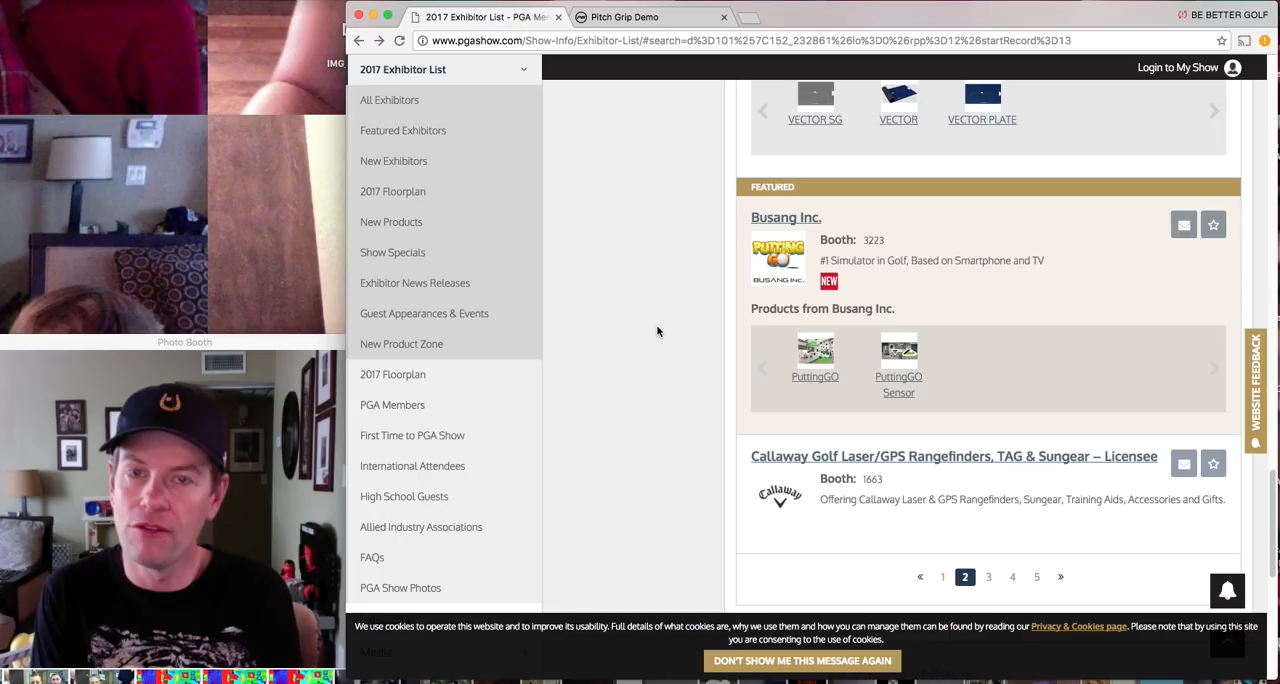 2017 Exhibitor List - PGA Mer
Pitch Grip Demo
BE BETTER GOLF
www.pgashow.com/Show-Info/Exhibitor-List/#search=d%3D101%257C152_232861%26lo%3D0%26rpp%3D12%26startRecord%3D13
IMG_
Photo Booth
2017 Exhibitor List
Login to My Show
All Exhibitors
Featured Exhibitors
New Exhibitors
2017 Floorplan
New Products
Show Specials
Exhibitor News Releases
Guest Appearances & Events
New Product Zone
2017 Floorplan
PGA Members
First Time to PGA Show
International Attendees
High School Guests
Allied Industry Associations
FAQs
PGA Show Photos
Media
VECTOR SG
VECTOR
VECTOR PLATE
FEATURED
Busang Inc.
PUTTING
GO
BUSANG INC.
Booth: 3223
#1 Simulator in Golf, Based on Smartphone and TV
NEW
Products from Busang Inc.
PuttingGO
PuttingGO
Sensor
Callaway Golf Laser/GPS Rangefinders, TAG & Sungear – Licensee
Callaway
Booth: 1663
Offering Callaway Laser & GPS Rangefinders, Sungear, Training Aids, Accessories and Gifts.
« 1 2 3 4 5 »
WEBSITE FEEDBACK
We use cookies to operate this website and to improve its usability. Full details of what cookies are, why we use them and how you can manage them can be found by reading our Privacy & Cookies page. Please note that by using this site
you are consenting to the use of cookies.
DON'T SHOW ME THIS MESSAGE AGAIN